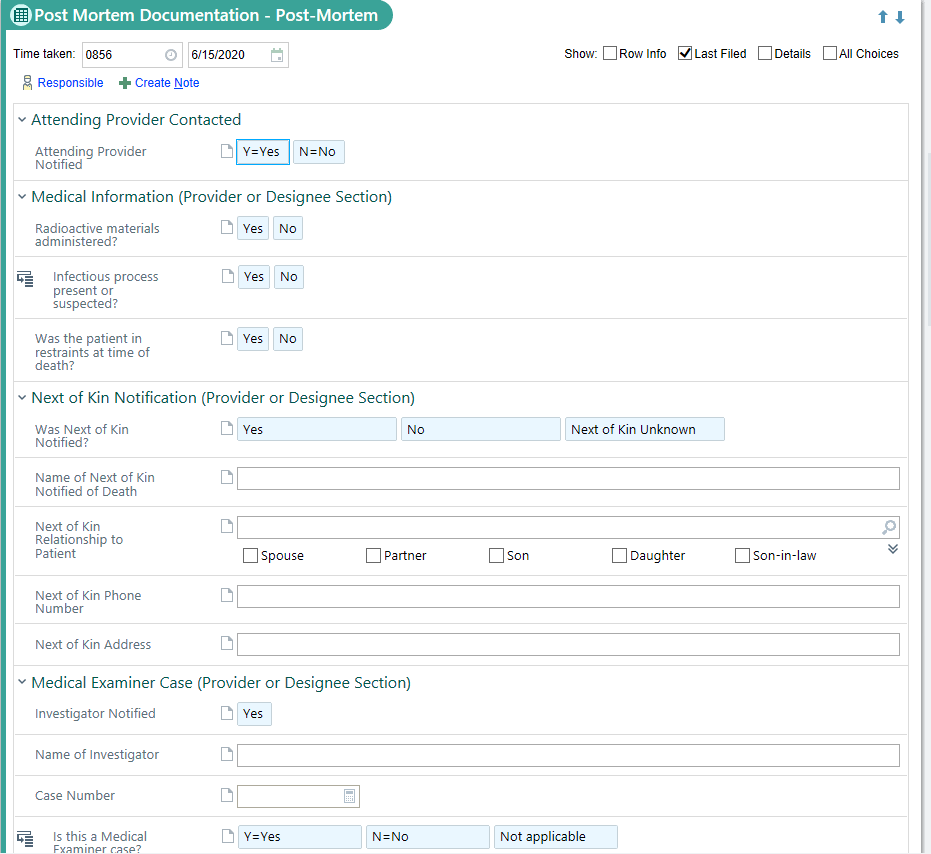 Post Mortem Documentation - Post-Mortem
Time taken: 0856 6/15/2020 Show: Row Info Last Filed Details All Choices
Responsible Create Note
Attending Provider Contacted
Attending Provider
Notified
Y=Yes N=No
Medical Information (Provider or Designee Section)
Radioactive materials
administered?
Yes No
Infectious process
present or
suspected?
Yes No
Was the patient in
restraints at time of
death?
Yes No
Next of Kin Notification (Provider or Designee Section)
Was Next of Kin
Notified?
Yes No Next of Kin Unknown
Name of Next of Kin
Notified of Death
Next of Kin
Relationship to
Patient
Spouse Partner Son Daughter Son-in-law
Next of Kin Phone
Number
Next of Kin Address
Medical Examiner Case (Provider or Designee Section)
Investigator Notified Yes
Name of Investigator
Case Number
Is this a Medical
Examiner case?
Y=Yes N=No Not applicable